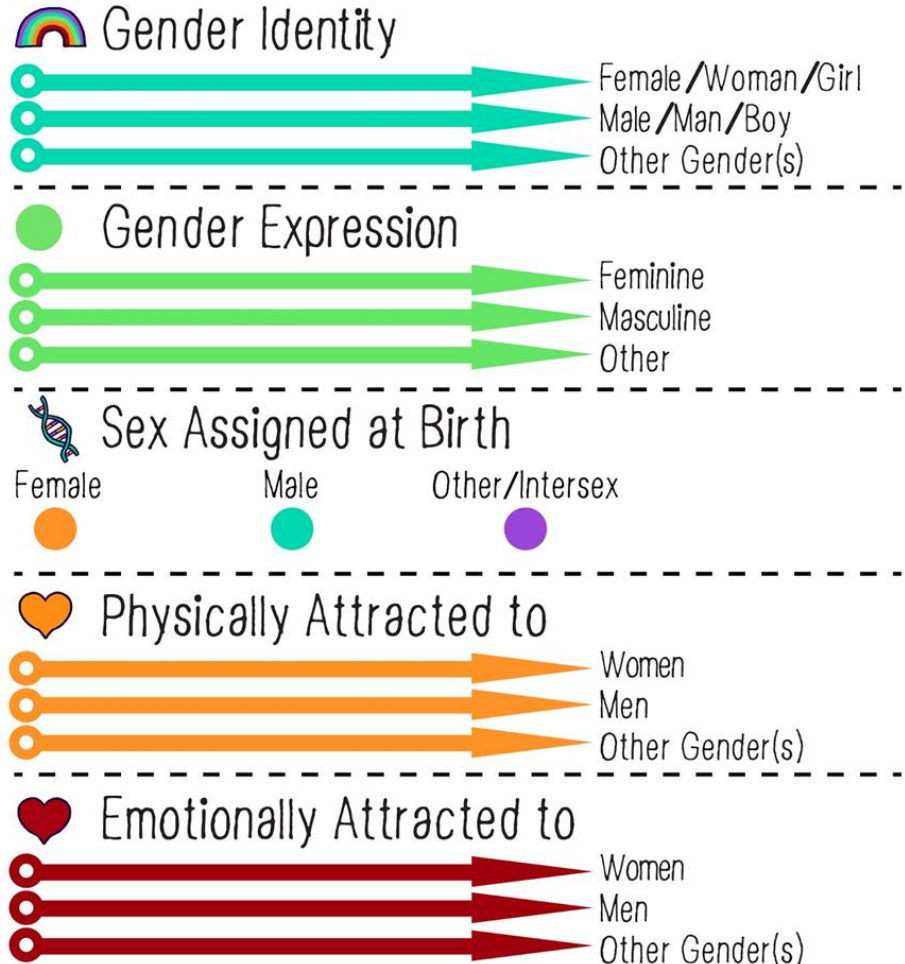 Gender Identity
Female/Woman/Girl
Male/Man/Boy
Other Gender(s)
Gender Expression
Feminine
Masculine
Other
Sex Assigned at Birth
Female Male Other/Intersex
Physically Attracted to
Women
Men
Other Gender(s)
Emotionally Attracted to
Women
Men
Other Gender(s)